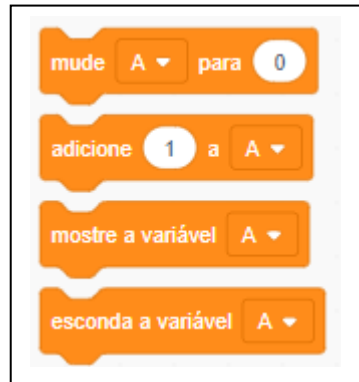 mude A para 0
adicione 1 a A
mostre a variável A
esconda a variável A